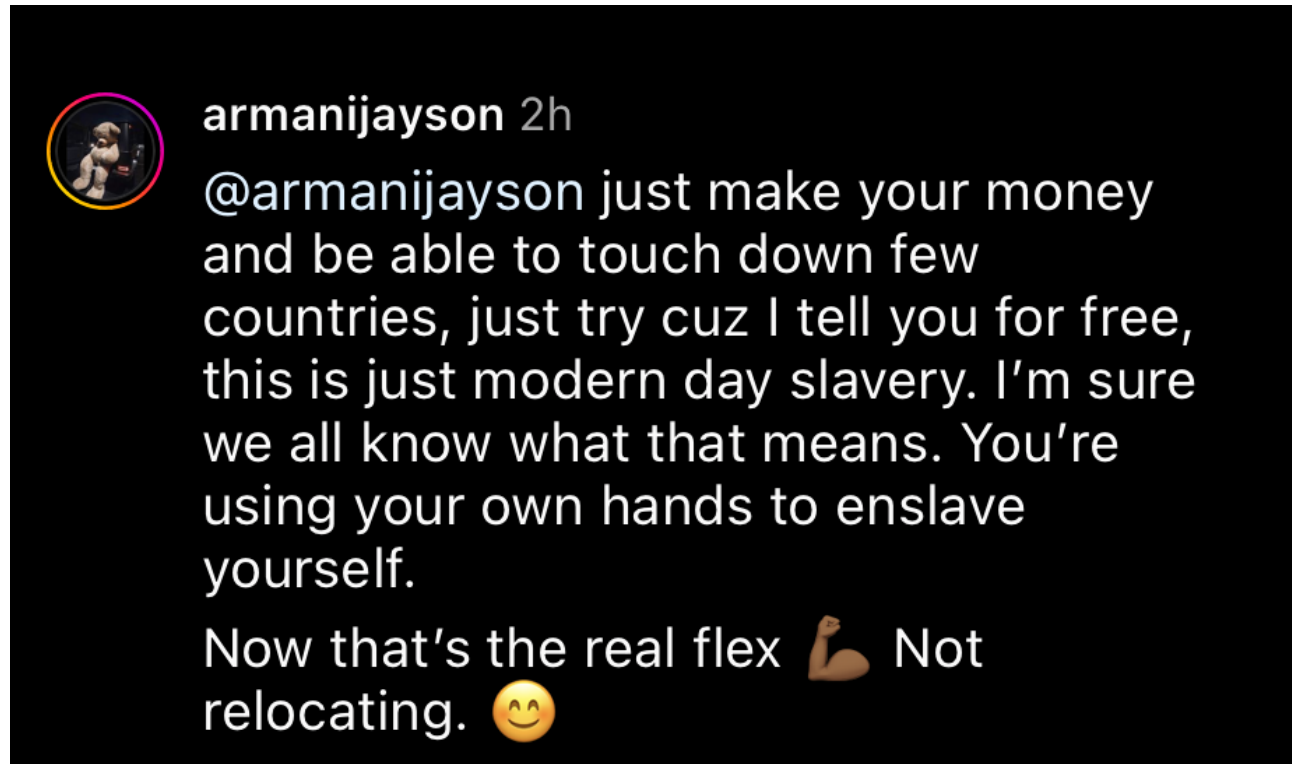 armanijayson 2h
@armanijayson just make your money
and be able to touch down few
countries, just try cuz I tell you for free,
this is just modern day slavery. I’m sure
we all know what that means. You’re
using your own hands to enslave
yourself.
Now that’s the real flex 💪🏾 Not
relocating. 😊